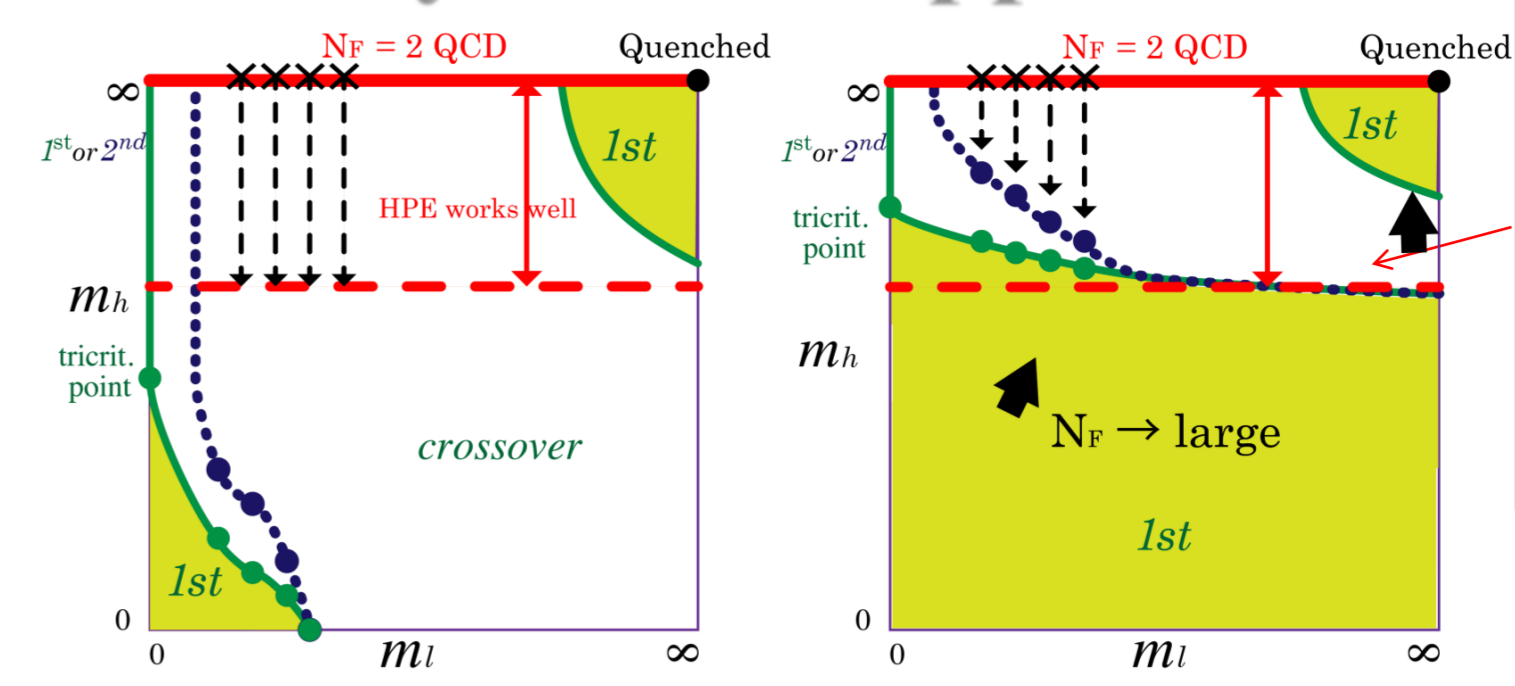 NF = 2 QCD
Quenched
∞
1st or 2nd
1st
HPE works well
mh
tricrit.
point
crossover
1st
0
0
ml
∞
NF = 2 QCD
Quenched
∞
1st or 2nd
1st
tricrit.
point
mh
NF → large
1st
0
0
ml
∞